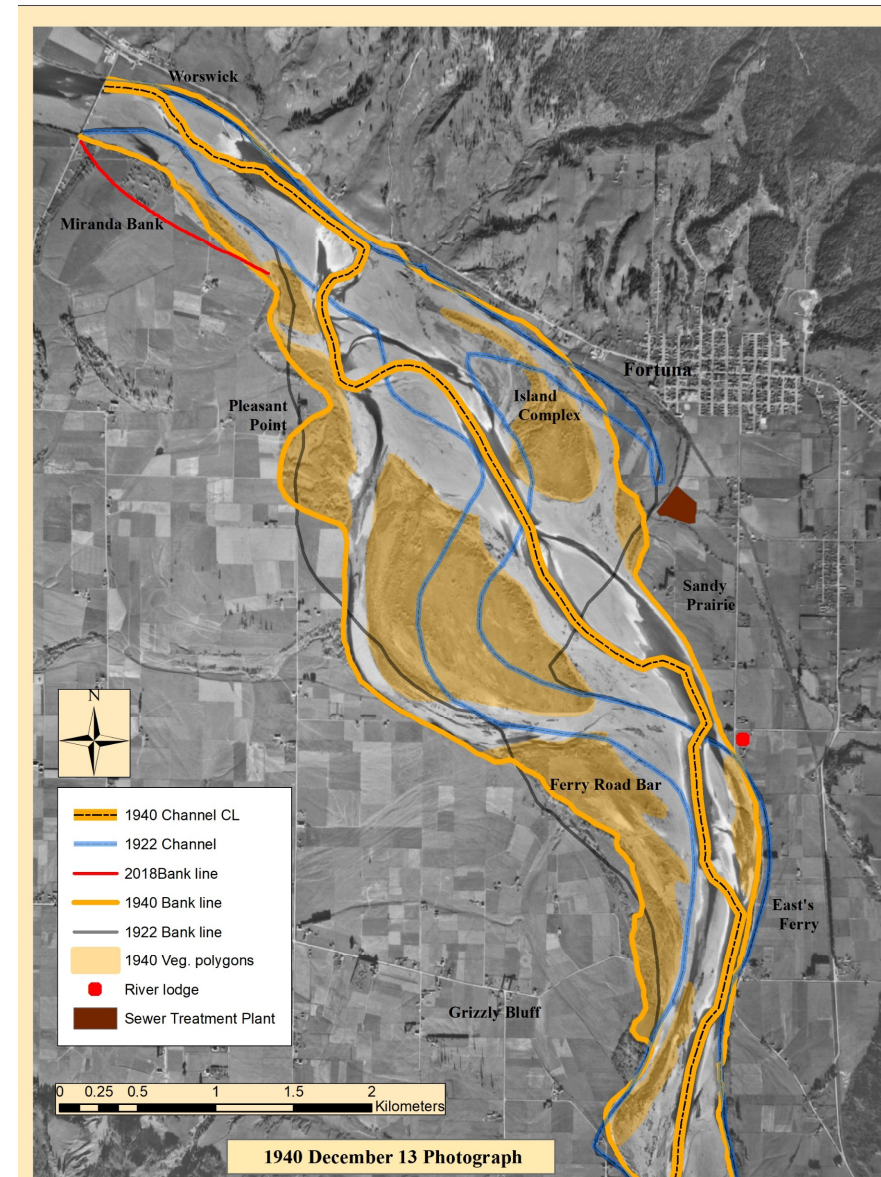 Worswick
Miranda Bank
Fortuna
Island
Complex
Pleasant
Point
Sandy
Prairie
N
Ferry Road Bar
1940 Channel CL
1922 Channel
2018Bank line
1940 Bank line
1922 Bank line
1940 Veg. polygons
River lodge
Sewer Treatment Plant
East's
Ferry
Grizzly Bluff
0 0.25 0.5 1 1.5 2
Kilometers
1940 December 13 Photograph